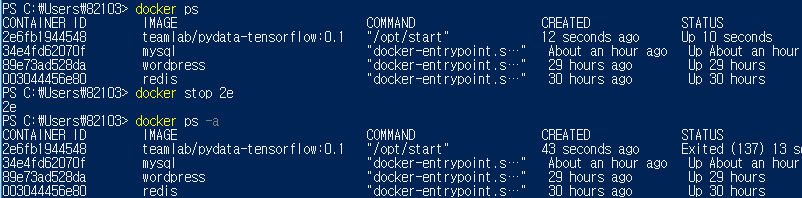 PS C:₩Users₩82103> docker ps
CONTAINER ID IMAGE COMMAND CREATED STATUS
2e6fb1944548 teamlab/pydata-tensorflow:0.1 "/opt/start" 12 seconds ago Up 10 seconds
34e4fd62070f mysql "docker-entrypoint.s…" About an hour ago Up About an hour
89e73ad528da wordpress "docker-entrypoint.s…" 29 hours ago Up 29 hours
003044456e80 redis "docker-entrypoint.s…" 30 hours ago Up 30 hours
PS C:₩Users₩82103> docker stop 2e
2e
PS C:₩Users₩82103> docker ps -a
CONTAINER ID IMAGE COMMAND CREATED STATUS
2e6fb1944548 teamlab/pydata-tensorflow:0.1 "/opt/start" 43 seconds ago Exited (137) 13 se
34e4fd62070f mysql "docker-entrypoint.s…" About an hour ago Up About an hour
89e73ad528da wordpress "docker-entrypoint.s…" 29 hours ago Up 29 hours
003044456e80 redis "docker-entrypoint.s…" 30 hours ago Up 30 hours